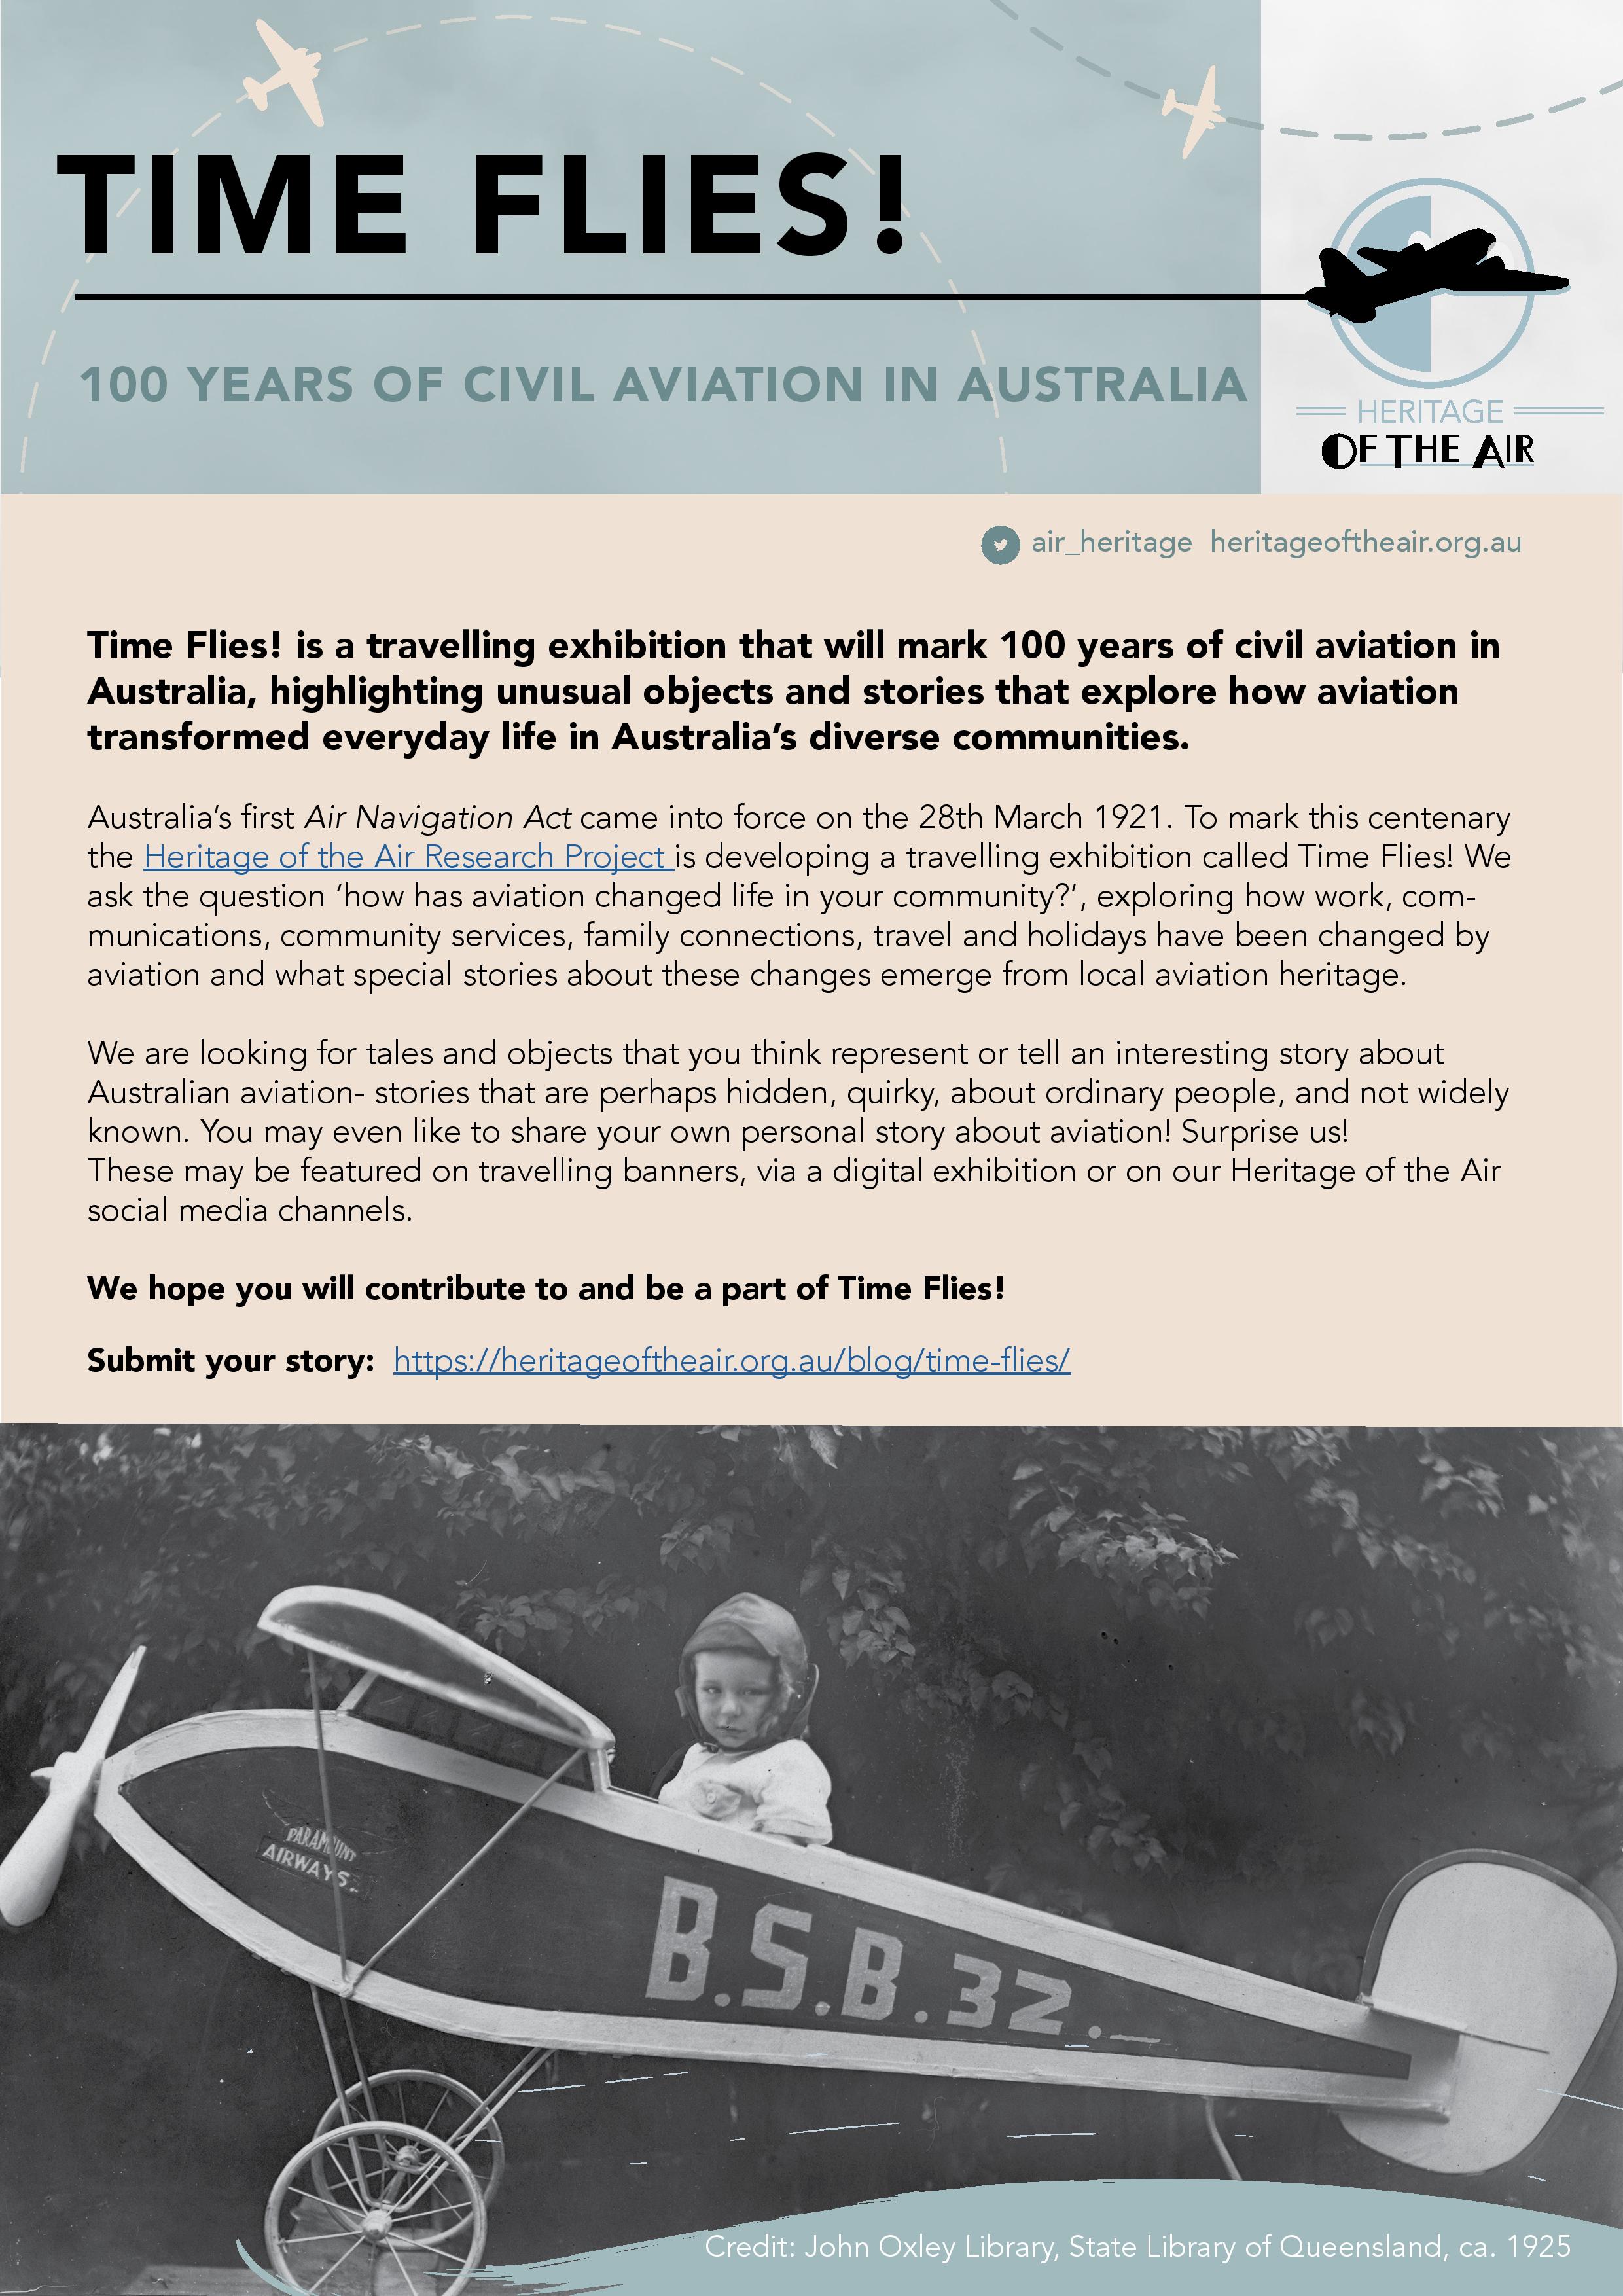 TIME FLIES!
100 YEARS OF CIVIL AVIATION IN AUSTRALIA
HERITAGE
OF THE AIR
air_heritage heritageoftheair.org.au
Time Flies! is a travelling exhibition that will mark 100 years of civil aviation in
Australia, highlighting unusual objects and stories that explore how aviation
transformed everyday life in Australia's diverse communities.
Australia's first Air Navigation Act came into force on the 28th March 1921. To mark this centenary
the Heritage of the Air Research Project is developing a travelling exhibition called Time Flies! We
ask the question 'how has aviation changed life in your community?', exploring how work, com-
munications, community services, family connections, travel and holidays have been changed by
aviation and what special stories about these changes emerge from local aviation heritage.
We are looking for tales and objects that you think represent or tell an interesting story about
Australian aviation- stories that are perhaps hidden, quirky, about ordinary people, and not widely
known. You may even like to share your own personal story about aviation! Surprise us!
These may be featured on travelling banners, via a digital exhibition or on our Heritage of the Air
social media channels.
We hope you will contribute to and be a part of Time Flies!
Submit your story: https://heritageoftheair.org.au/blog/time-flies/
PARAMOUNT
AIRWAYS.
B.S.B.32.
Credit: John Oxley Library, State Library of Queensland, ca. 1925